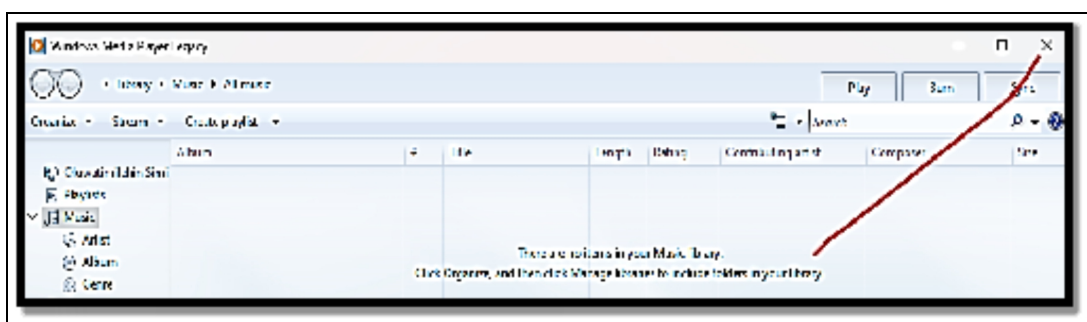 Windows Media Player Legacy
Library Music All music
Play Burn Sync
Organize Stream Create playlist Search
Album # Title Length Rating Contributing artist Composer Size
Playlists
Music
Artist
Album
Genre
There are no items in your Music library.
Click Organize, and then click Manage libraries to include folders in your library.